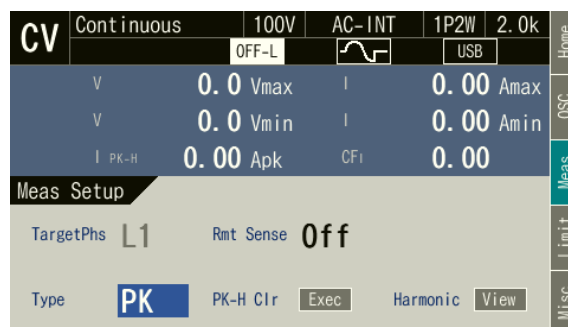 CV Continuous 100V AC-INT 1P2W 2.0k
OFF-L USB
V 0.0 Vmax I 0.00 Amax
V 0.0 Vmin I 0.00 Amin
I PK-H 0.00 Apk CFI 0.00
Meas Setup
TargetPhs L1 Rmt Sense Off
Type PK PK-H Clr Exec Harmonic View
Home
OSC
Meas
Limit
Misc